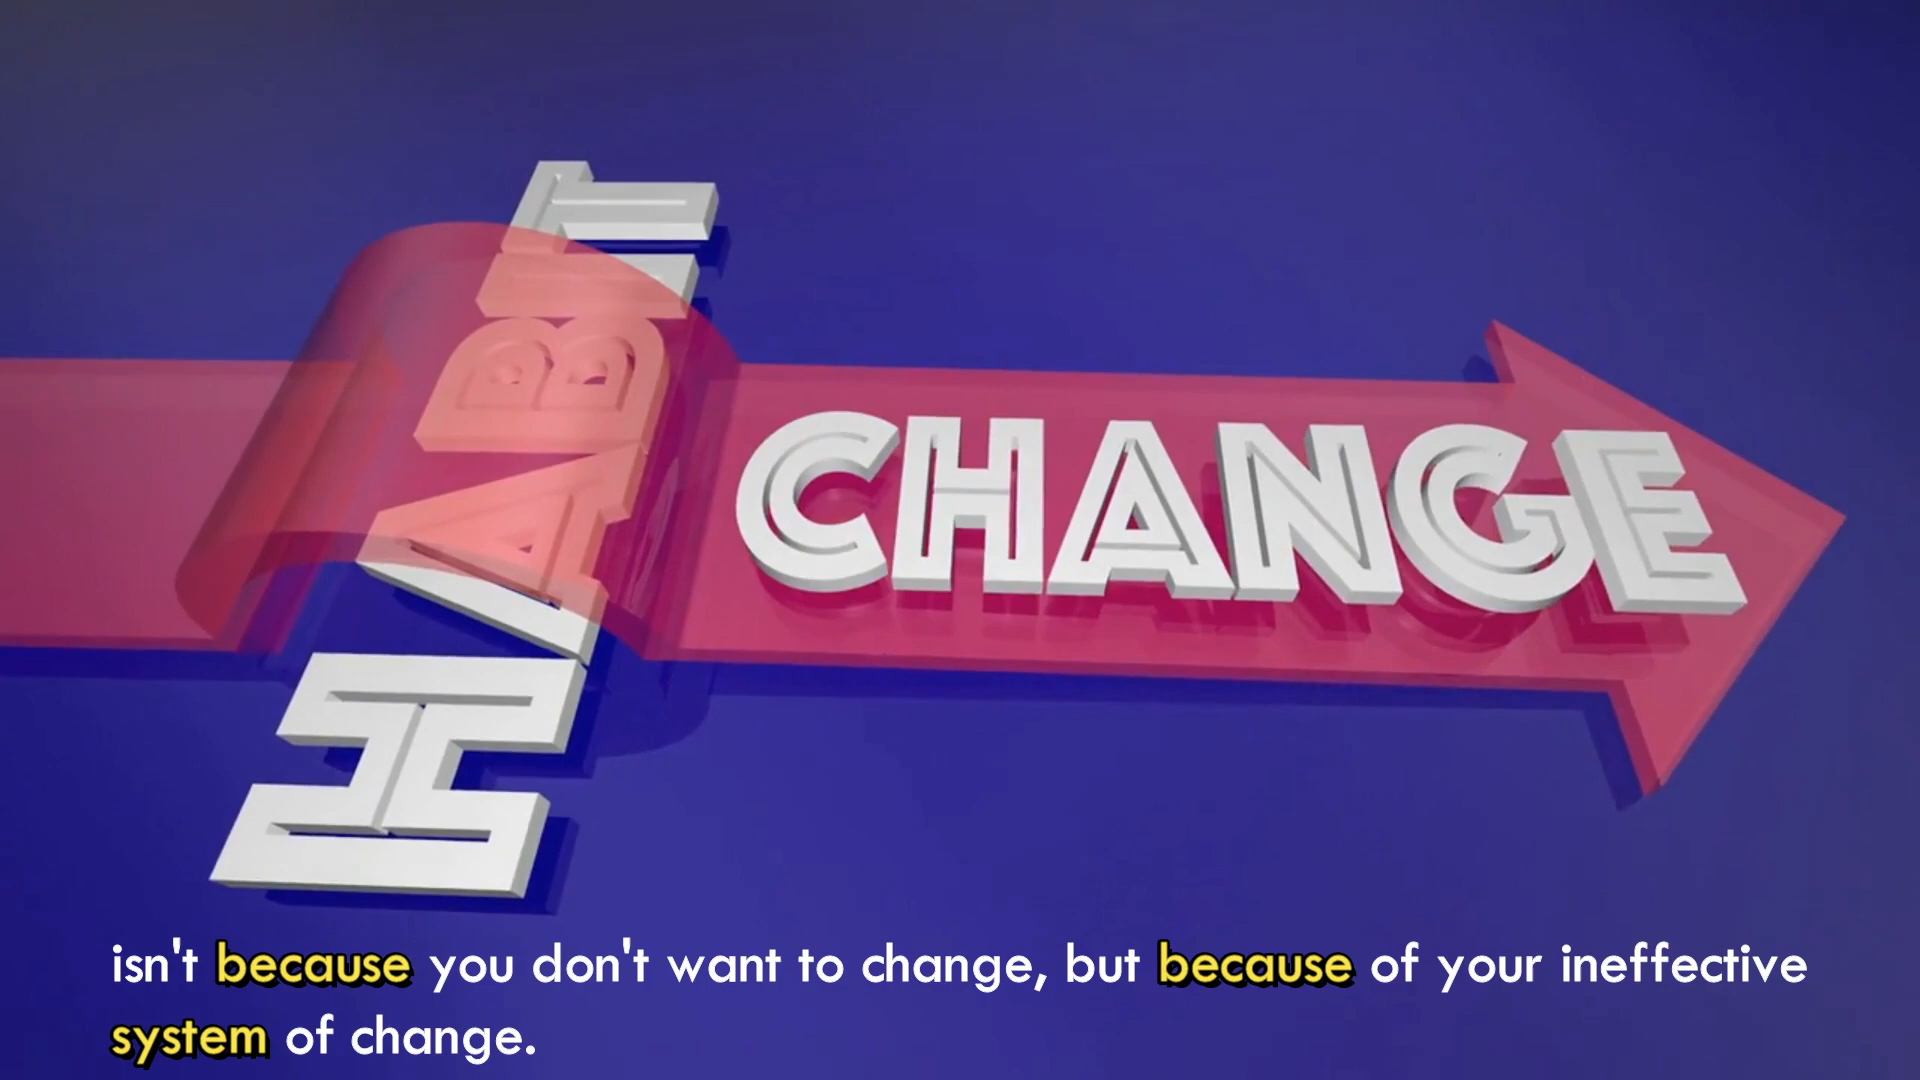 HABIT
CHANGE
isn't because you don't want to change, but because of your ineffective
system of change.